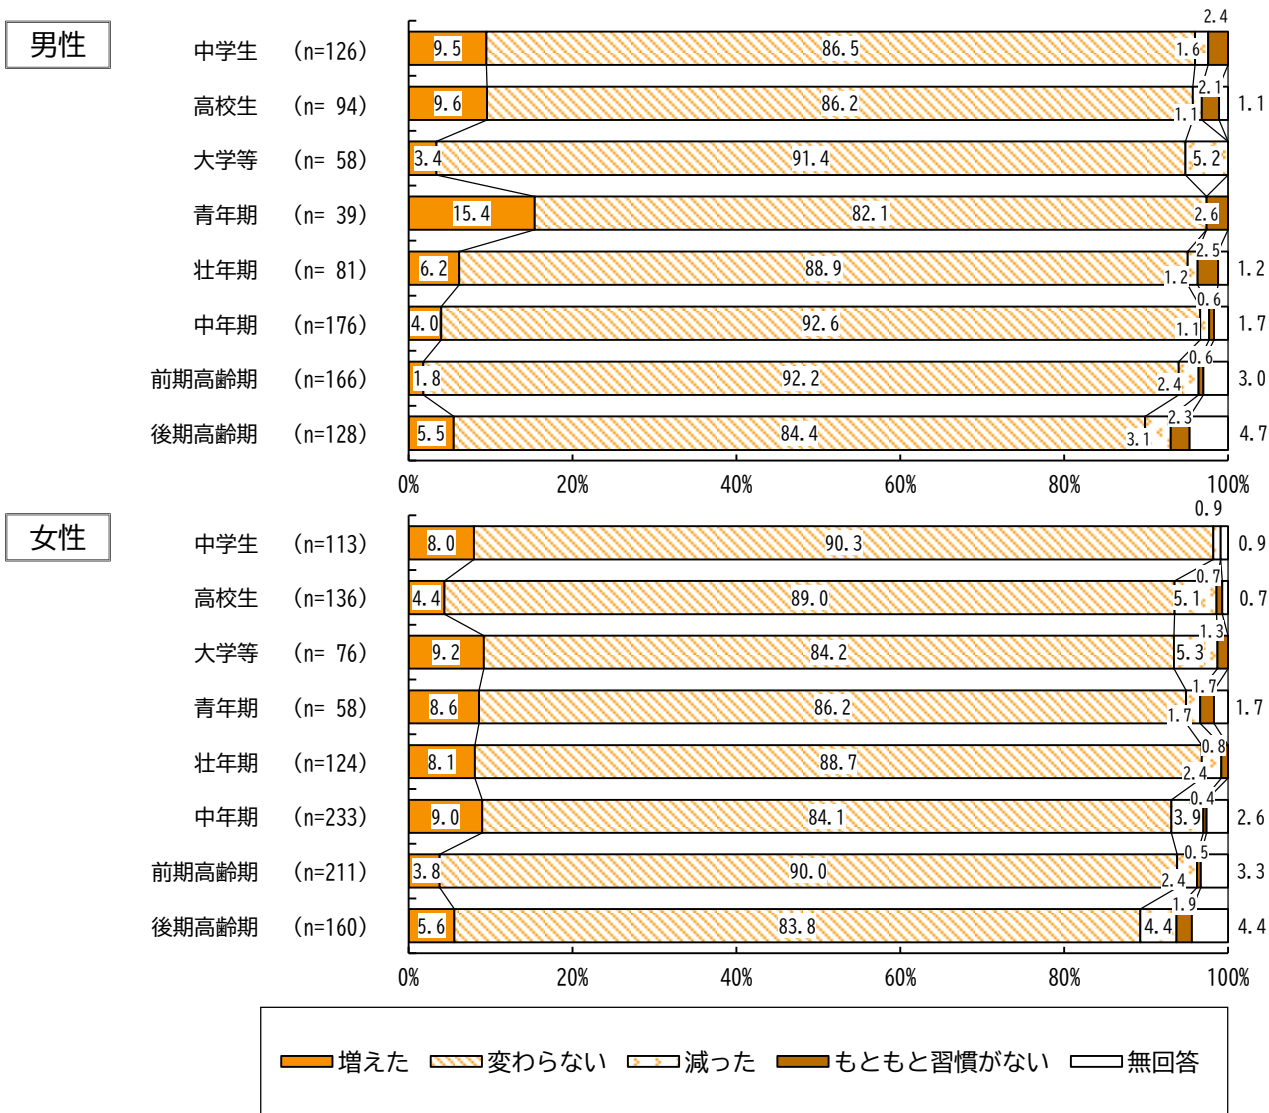 男性
2.4
中学生 (n=126) 9.5 86.5 1.6
高校生 (n= 94) 9.6 86.2 1.1 2.1 1.1
大学等 (n= 58) 3.4 91.4 5.2
青年期 (n= 39) 15.4 82.1 2.6
壮年期 (n= 81) 6.2 88.9 1.2 2.5 1.2
中年期 (n=176) 4.0 92.6 1.1 0.6 1.7
前期高齢期 (n=166) 1.8 92.2 2.4 0.6 3.0
後期高齢期 (n=128) 5.5 84.4 3.1 2.3 4.7
0% 20% 40% 60% 80% 100%
女性
0.9
中学生 (n=113) 8.0 90.3 0.9
高校生 (n=136) 4.4 89.0 5.1 0.7 0.7
大学等 (n= 76) 9.2 84.2 5.3 1.3
青年期 (n= 58) 8.6 86.2 1.7 1.7 1.7
壮年期 (n=124) 8.1 88.7 2.4 0.8
中年期 (n=233) 9.0 84.1 3.9 0.4 2.6
前期高齢期 (n=211) 3.8 90.0 2.4 0.5 3.3
後期高齢期 (n=160) 5.6 83.8 4.4 1.9 4.4
0% 20% 40% 60% 80% 100%
増えた 変わらない 減った もともと習慣がない 無回答